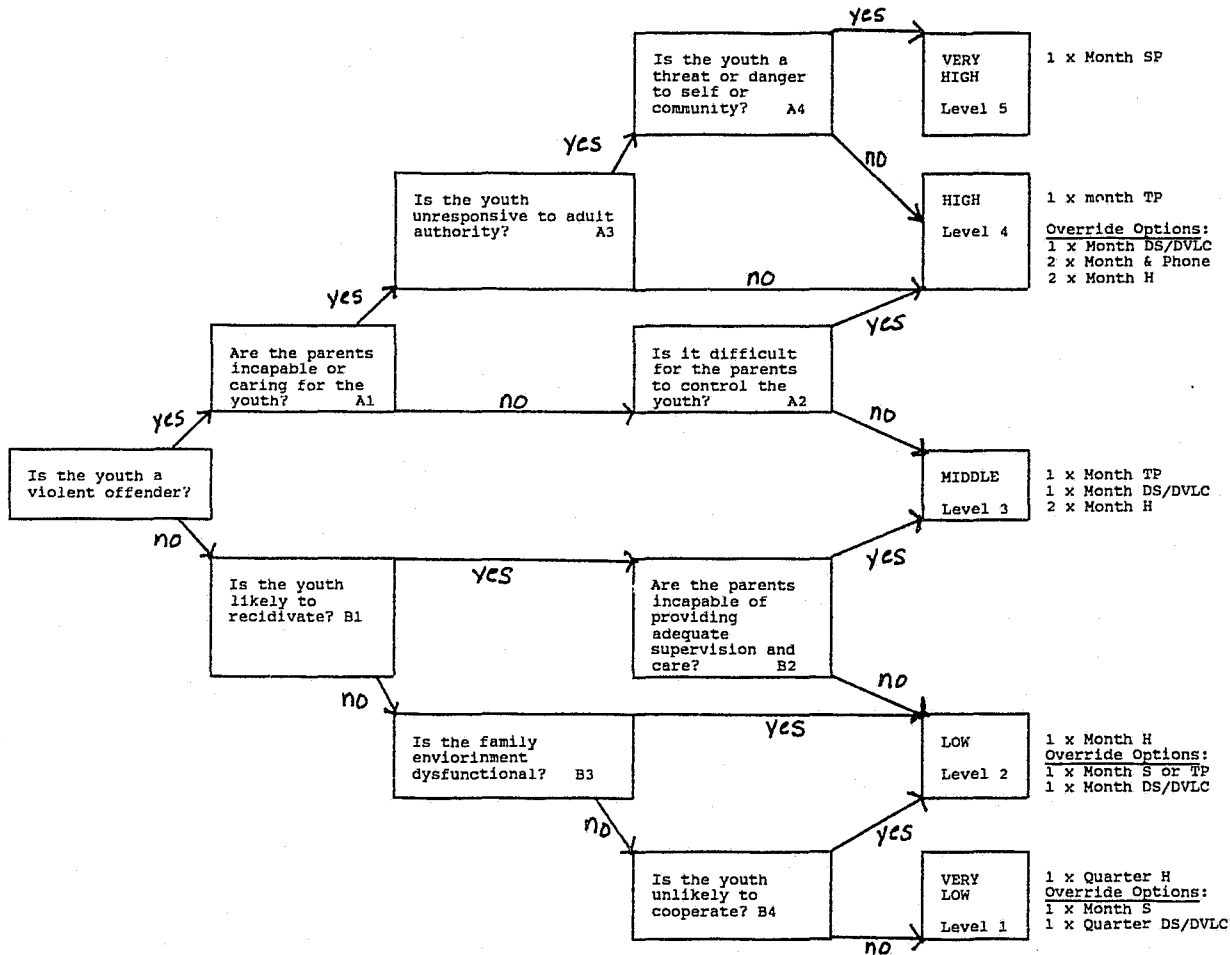 yes
Is the youth a
threat or danger
to self or
community? A4
VERY
HIGH
Level 5
1 x Month SP
yes
no
Is the youth
unresponsive to aduit
authority? A3
HIGH
Level 4
1 x month TP
Override Options:
1 x Month DS/DVLC
2 x Month & Phone
2 x Month H
no
yes
yes
Are the parents
incapable or
caring for the
youth? A1
Is it difficult
for the parents
to control the
youth? A2
no
no
yes
Is the youth a
violent offender?
MIDDLE
Level 3
1 x Month TP
1 x Month DS/DVLC
2 x Month H
no
yes
yes
Is the youth
likely to
recidivate? B1
Are the parents
incapable of
providing
adequate
supervision and
care? B2
no
no
yes
Is the family
enviorinment
dysfunctional? B3
LOW
Level 2
1 x Month H
Override Options:
1 x Month S or TP
1 x Month DS/DVLC
no
yes
Is the youth
unlikely to
cooperate? B4
VERY
LOW
Level 1
1 x Quarter H
Override Options:
1 x Month S
1 x Quarter DS/DVLC
no